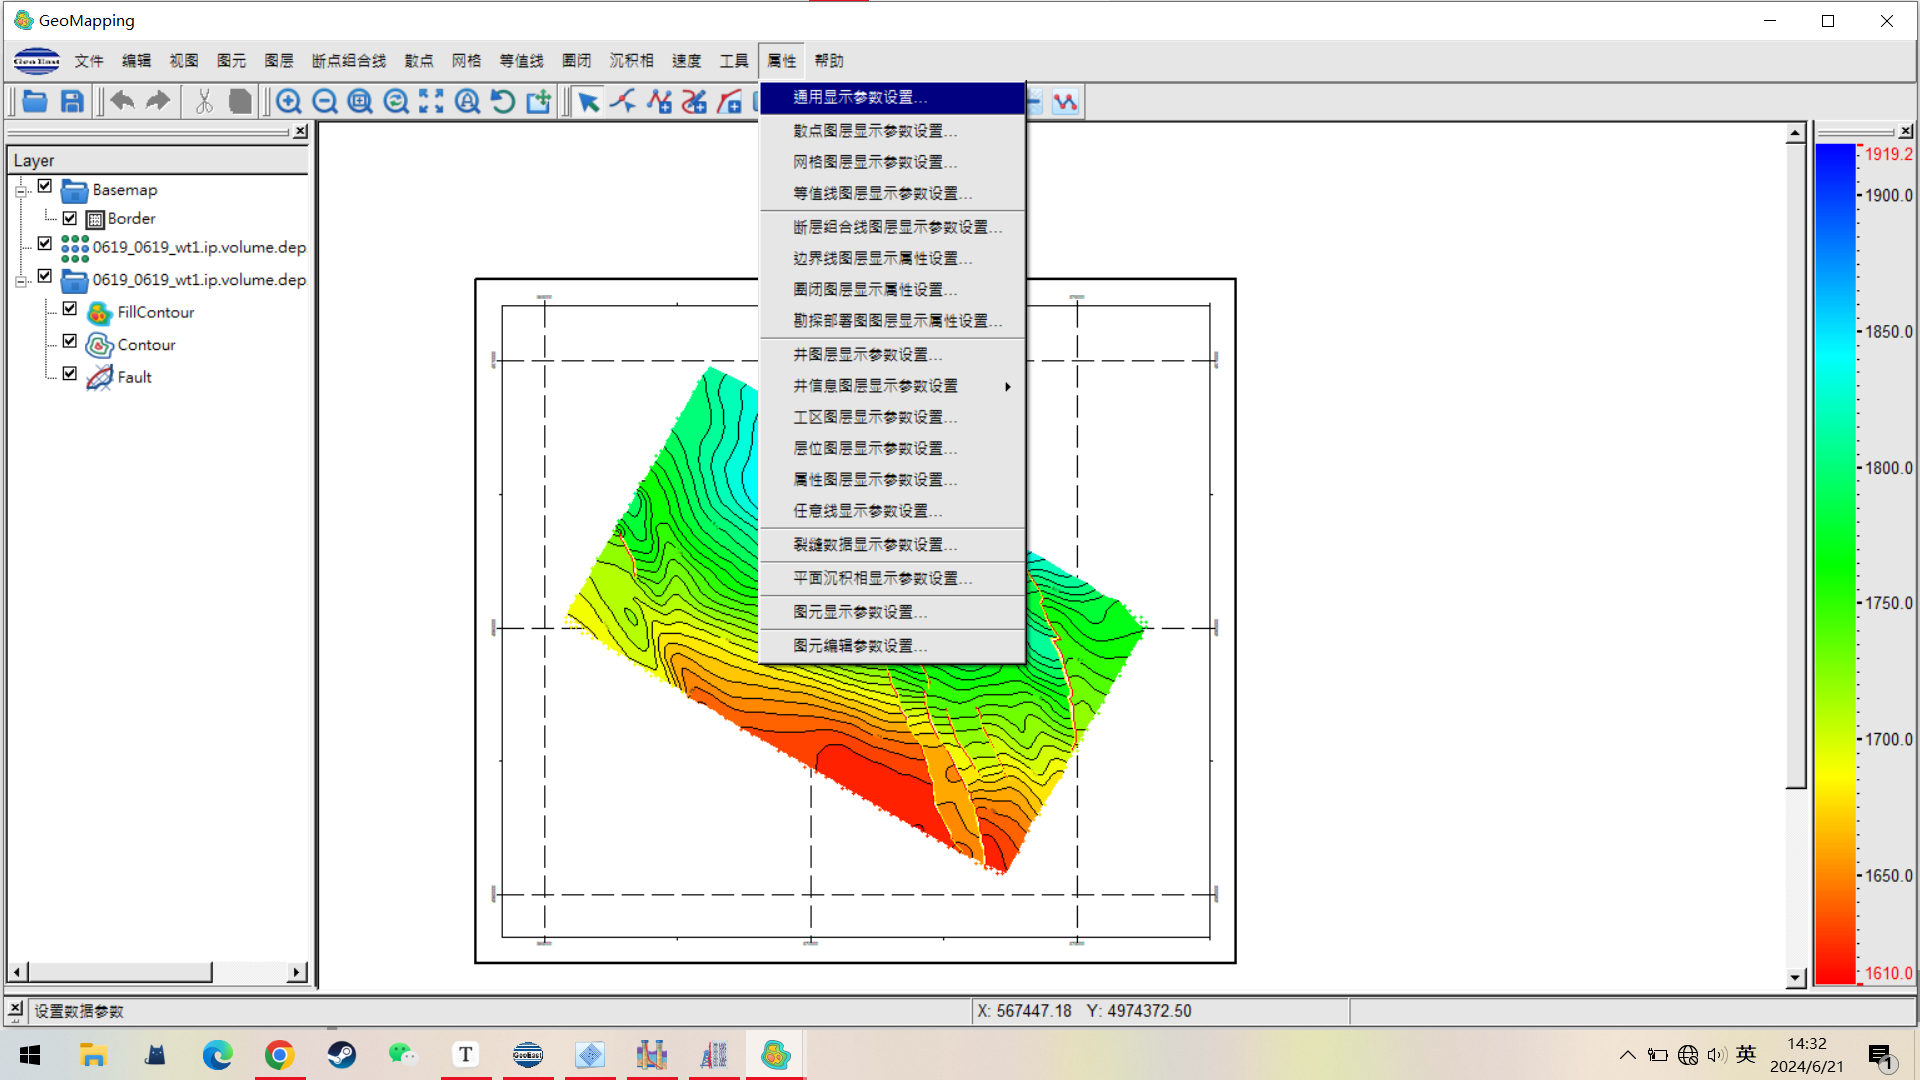 GeoMapping
GeoEast 文件 编辑 视图 图元 图层 断点组合线 散点 网格 等值线 圈闭 沉积相 速度 工具 属性 帮助
通用显示参数设置...
散点图层显示参数设置...
网格图层显示参数设置...
等值线图层显示参数设置...
断层组合线图层显示参数设置...
边界线图层显示属性设置...
圈闭图层显示属性设置...
勘探部署图图层显示属性设置...
井图层显示参数设置...
井信息图层显示参数设置
工区图层显示参数设置...
层位图层显示参数设置...
属性图层显示参数设置...
任意线显示参数设置...
裂缝数据显示参数设置...
平面沉积相显示参数设置...
图元显示参数设置...
图元编辑参数设置...
Layer
Basemap
Border
0619_0619_wt1.ip.volume.dep
0619_0619_wt1.ip.volume.dep
FillContour
Contour
Fault
1919.2
1900.0
1850.0
1800.0
1750.0
1700.0
1650.0
1610.0
设置数据参数
X: 567447.18 Y: 4974372.50
T
GeoEast
英
14:32
2024/6/21
1